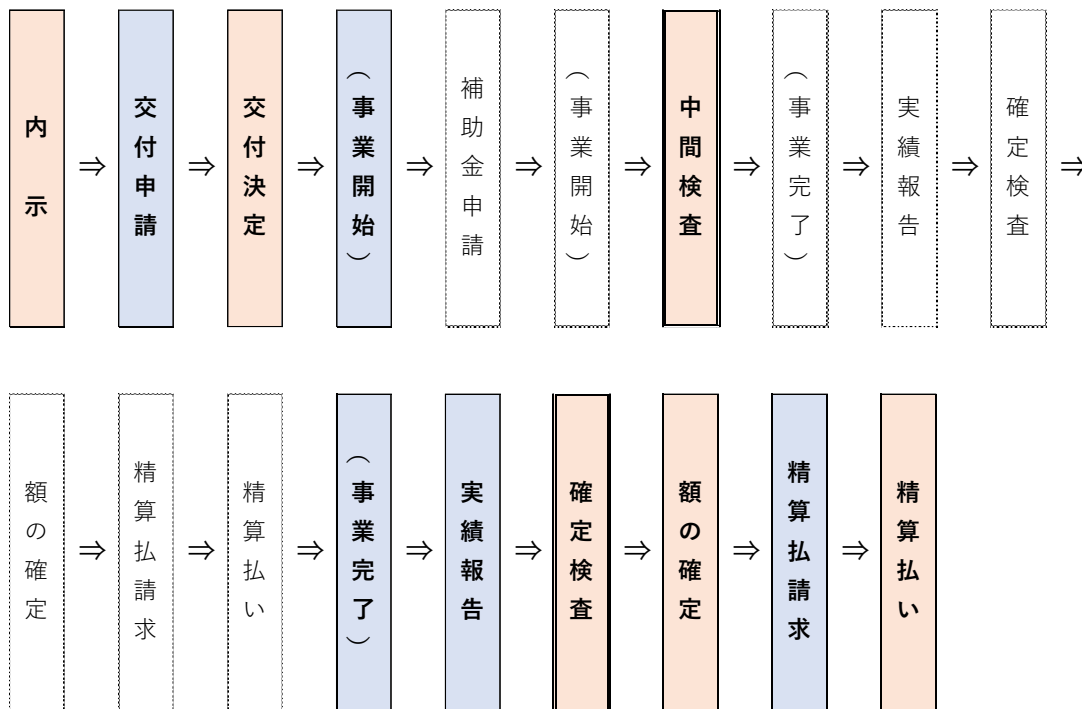 内示
⇒
交付申請
⇒
交付決定
⇒
（事業開始）
⇒
補助金申請
⇒
（事業開始）
⇒
中間検査
⇒
（事業完了）
⇒
実績報告
⇒
確定検査
⇒
額の確定
⇒
精算払請求
⇒
精算払い
⇒
（事業完了）
⇒
実績報告
⇒
確定検査
⇒
額の確定
⇒
精算払請求
⇒
精算払い